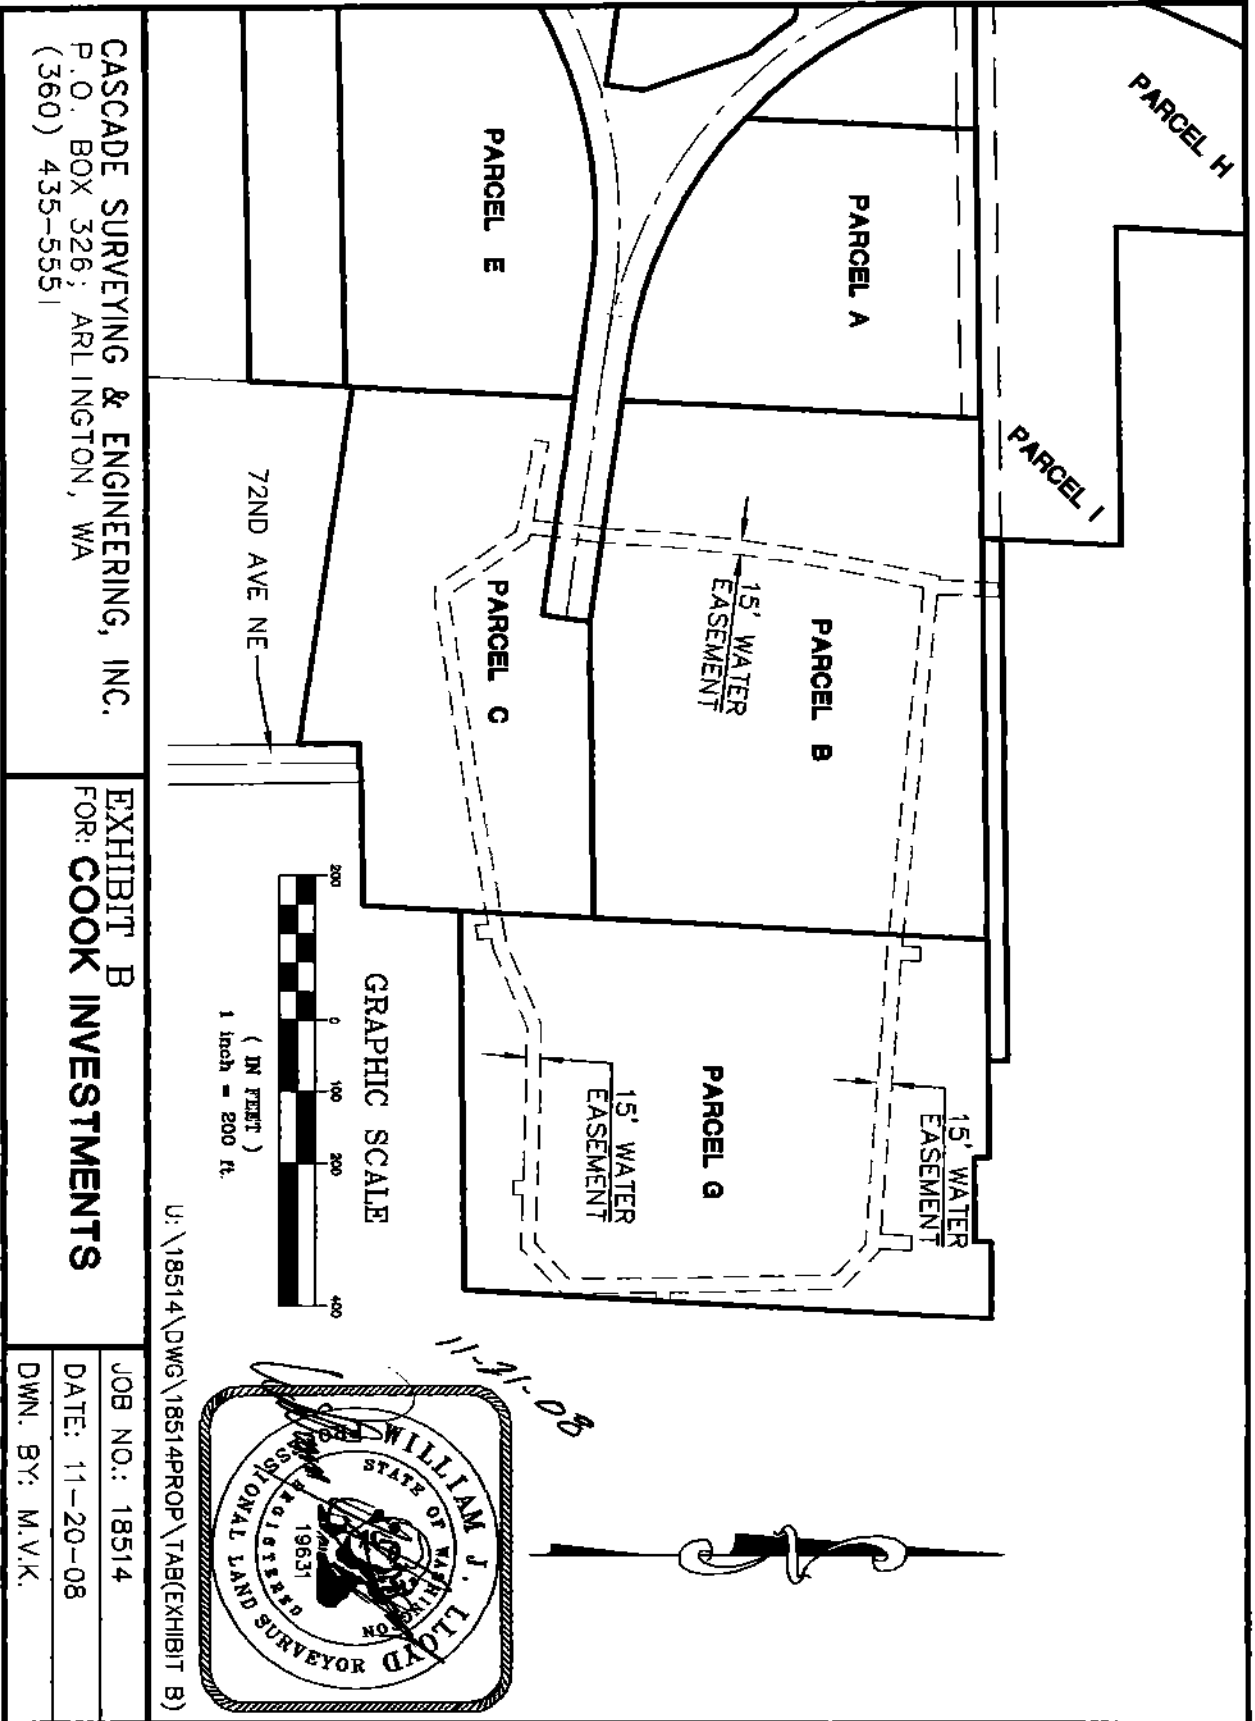 PARCEL H
PARCEL I
PARCEL A
PARCEL E
PARCEL B
PARCEL C
PARCEL G
15' WATER
EASEMENT
15' WATER
EASEMENT
15' WATER
EASEMENT
72ND AVE NE
GRAPHIC SCALE
200 0 100 200 400
( IN FEET )
1 inch = 200 ft.
11-21-08
WILLIAM J. LLOYD
STATE OF WASHINGTON
REGISTERED
19631
PROFESSIONAL LAND SURVEYOR
U:\18514\DWG\18514PROP\TAB(EXHIBIT B)
CASCADE SURVEYING & ENGINEERING, INC.
P.O. BOX 326; ARLINGTON, WA
(360) 435-5551
EXHIBIT B
FOR: COOK INVESTMENTS
JOB NO.: 18514
DATE: 11-20-08
DWN. BY: M.V.K.